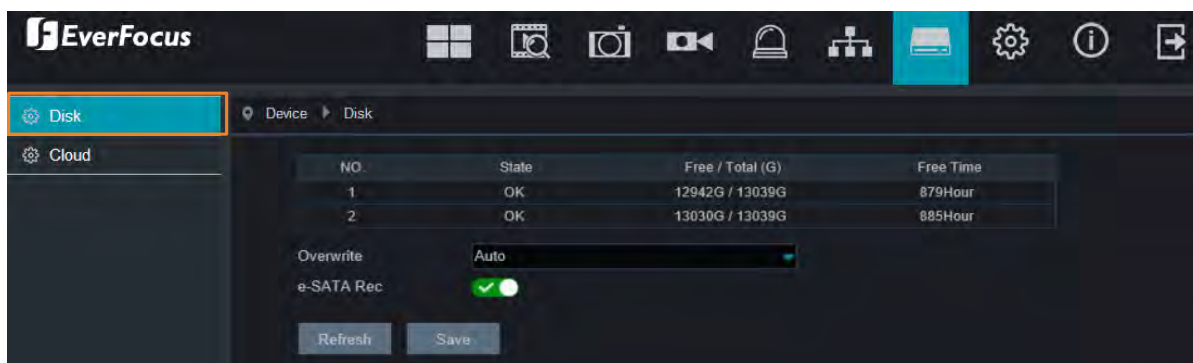 EverFocus
Disk
Cloud
Device Disk
NO. State Free / Total (G) Free Time
1 OK 12942G / 13039G 879Hour
2 OK 13030G / 13039G 885Hour
Overwrite Auto
e-SATA Rec
Refresh Save